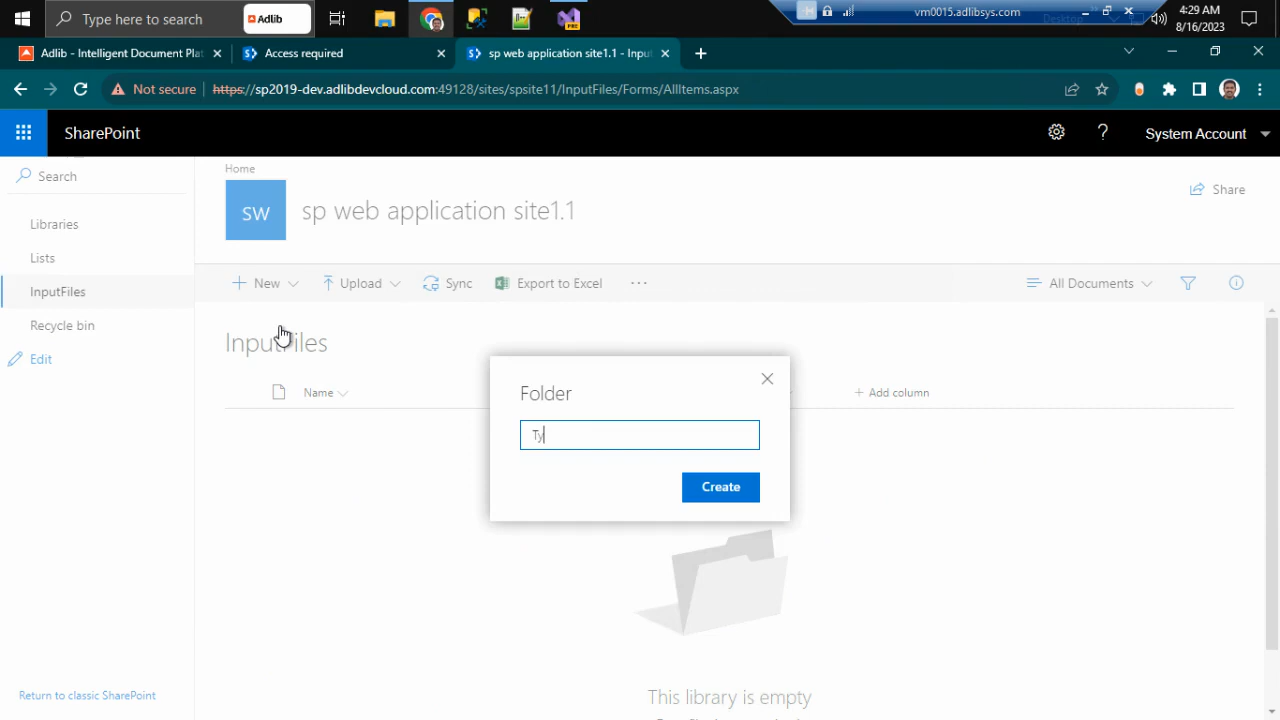 Type here to search
Adlib
vm0015.adlibsys.com
Desktop
4:29 AM
8/16/2023
Adlib - Intelligent Document Plat
Access required
sp web application site1.1 - Input
Not secure
https://sp2019-dev.adlibdevcloud.com:49128/sites/spsite11/InputFiles/Forms/AllItems.aspx
SharePoint
System Account
Search
Libraries
Lists
InputFiles
Recycle bin
Edit
Return to classic SharePoint
Home
SW
sp web application site1.1
Share
New
Upload
Sync
Export to Excel
All Documents
InputFiles
Name
Add column
Folder
Ty
Create
This library is empty